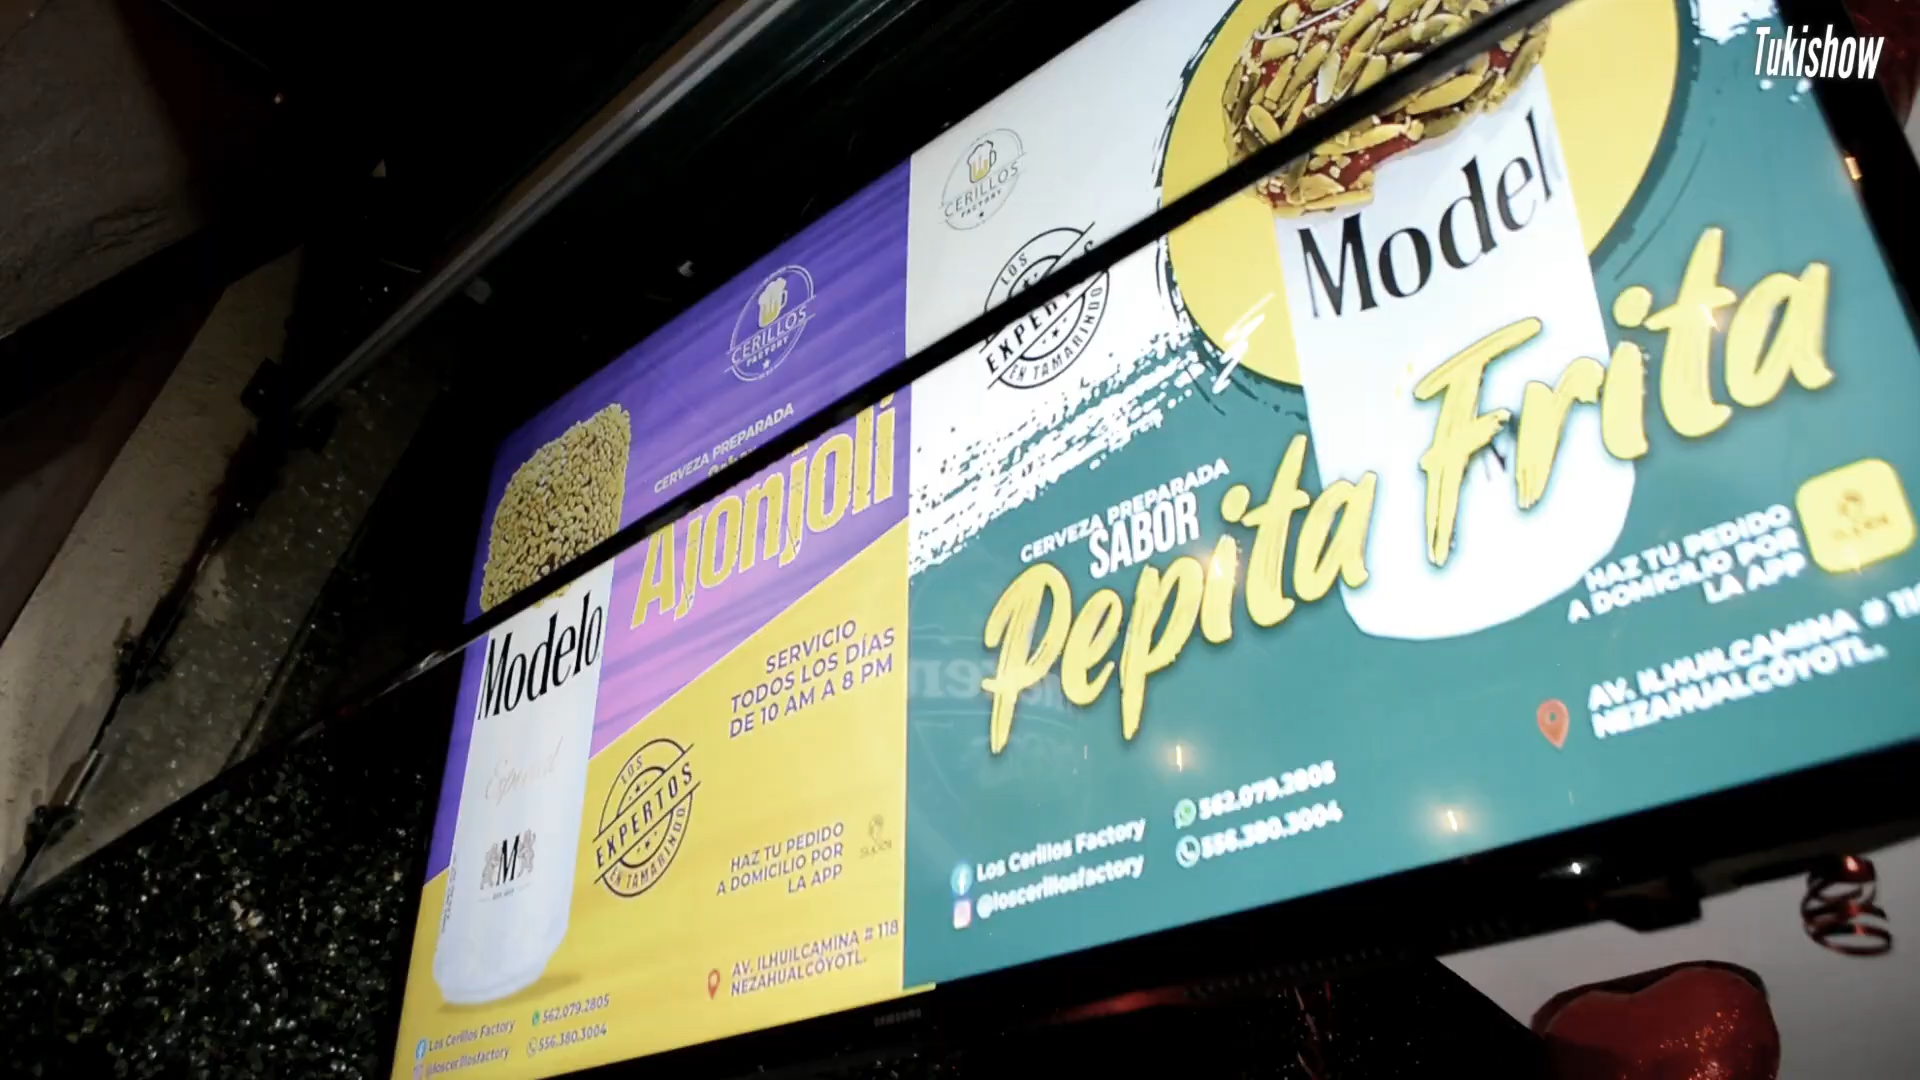 Tukishow
CERILLOS
FACTORY
CERVEZA PREPARADA
Ajonjolí
Modelo
Especial
M
SERVICIO
TODOS LOS DÍAS
DE 10 AM A 8 PM
LOS
EXPERTOS
EN TAMARINDO
HAZ TU PEDIDO
A DOMICILIO POR
LA APP
AV. ILHUILCAMINA # 118
NEZAHUALCÓYOTL.
Los Cerillos Factory
@loscerillosfactory
562.079.2805
556.380.3004
CERILLOS
FACTORY
LOS
EXPERTOS
EN TAMARINDO
Model
CERVEZA PREPARADA
SABOR
Pepita Frita
HAZ TU PEDIDO
A DOMICILIO POR
LA APP
AV. ILHUILCAMINA # 118
NEZAHUALCÓYOTL.
Los Cerillos Factory
@loscerillosfactory
562.079.2805
556.380.3004
SAMSUNG